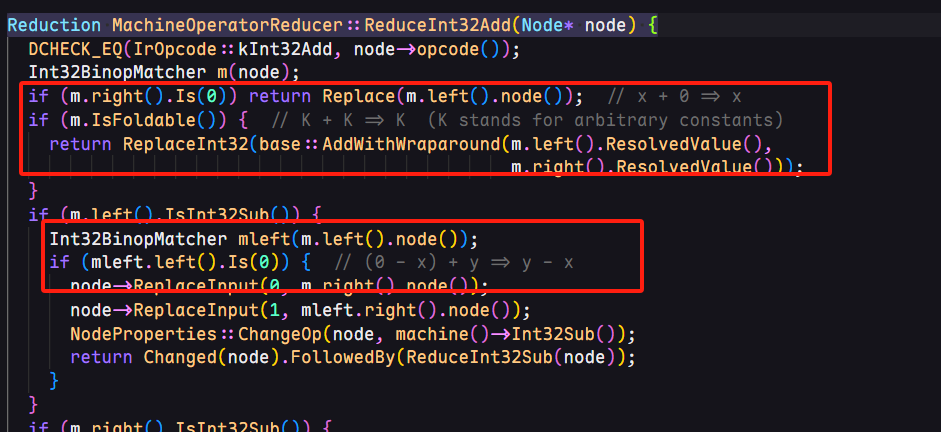 Reduction MachineOperatorReducer::ReduceInt32Add(Node* node) {
DCHECK_EQ(IrOpcode::kInt32Add, node->opcode());
Int32BinopMatcher m(node);
if (m.right().Is(0)) return Replace(m.left().node()); // x + 0 => x
if (m.IsFoldable()) { // K + K => K (K stands for arbitrary constants)
return ReplaceInt32(base::AddWithWraparound(m.left().ResolvedValue(),
m.right().ResolvedValue()));
}
if (m.left().IsInt32Sub()) {
Int32BinopMatcher mleft(m.left().node());
if (mleft.left().Is(0)) { // (0 - x) + y => y - x
node->ReplaceInput(0, m.right().node());
node->ReplaceInput(1, mleft.right().node());
NodeProperties::ChangeOp(node, machine()->Int32Sub());
return Changed(node).FollowedBy(ReduceInt32Sub(node));
}
}
if (m.right().IsInt32Sub()) {